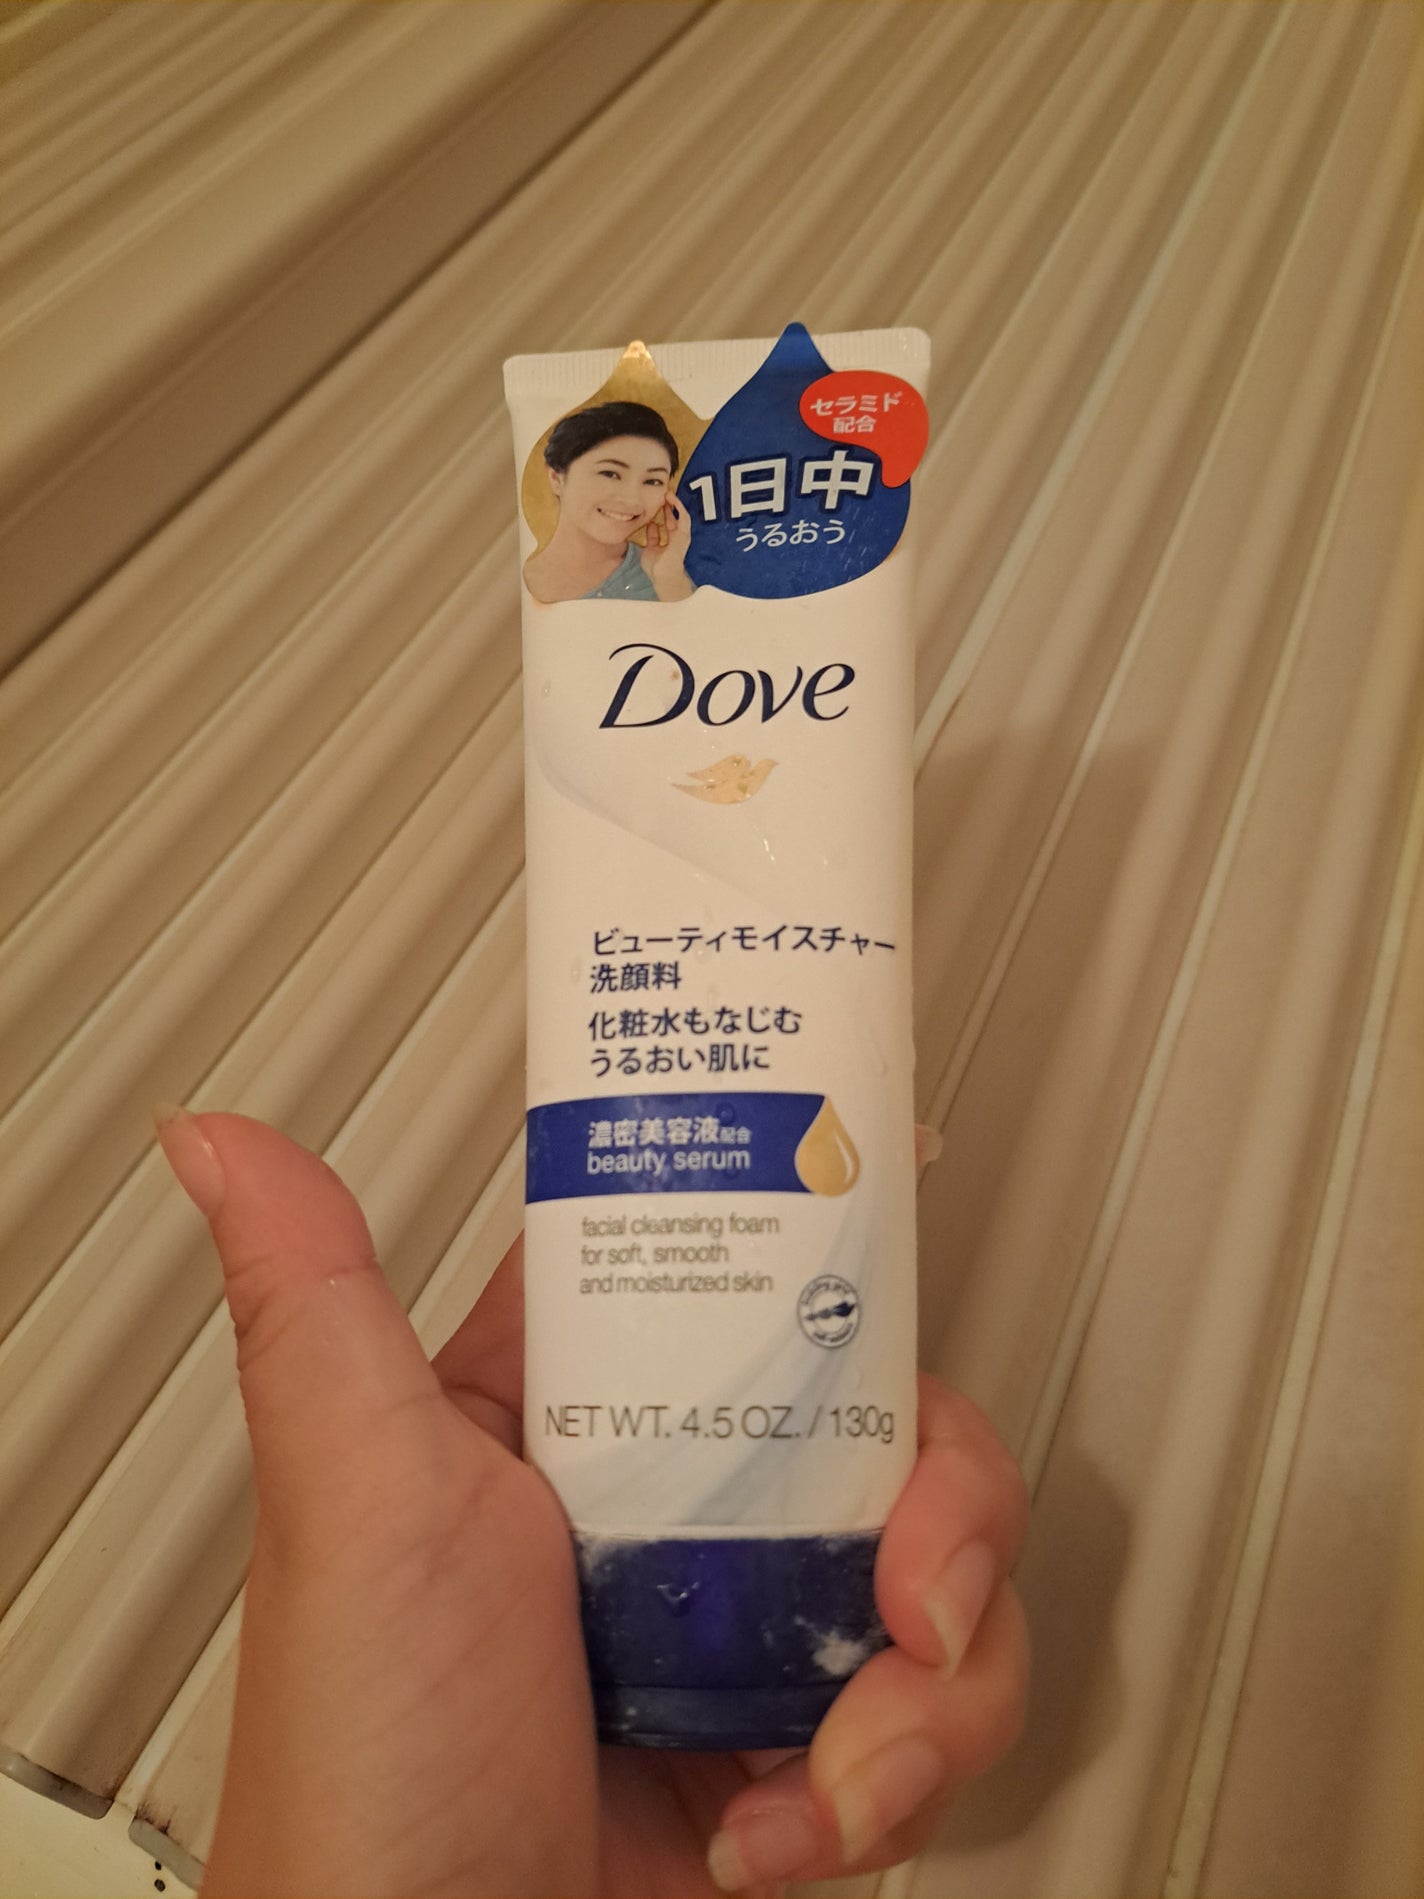 セラミド
配合
1日中
うるおう
Dove
ビューティモイスチャー
洗顔料
化粧水もなじむ
うるおい肌に
濃密美容液配合
beauty serum
facial cleansing foam
for soft, smooth
and moisturized skin
NET WT. 4.5 OZ. / 130g